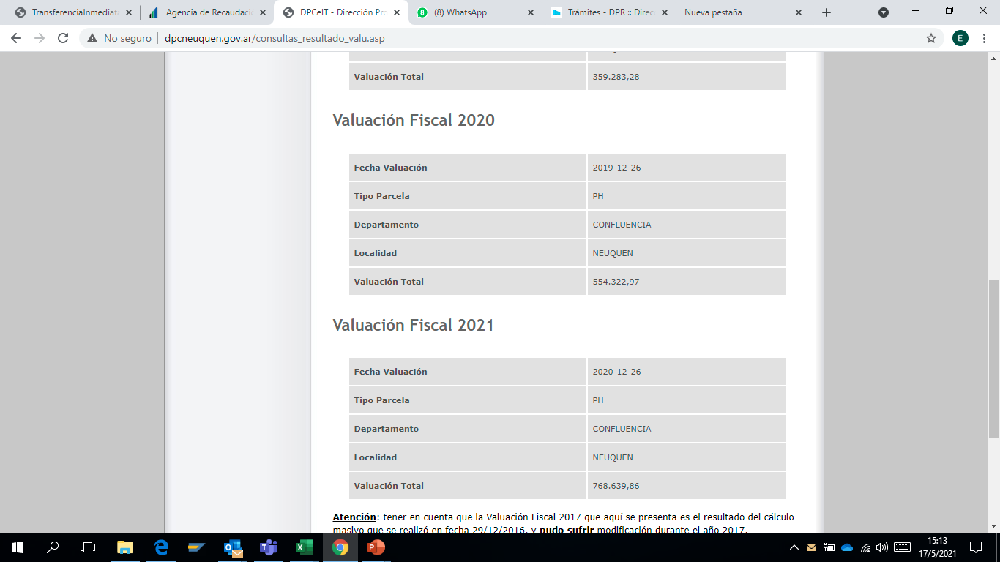 TransferenciaInmediata
Agencia de Recaudació
DPCeIT - Dirección Pro
(8) WhatsApp
Trámites - DPR :: Direc
Nueva pestaña
No seguro
dpcneuquen.gov.ar/consultas_resultado_valu.asp
E
Valuación Total 359.283,28
Valuación Fiscal 2020
Fecha Valuación 2019-12-26
Tipo Parcela PH
Departamento CONFLUENCIA
Localidad NEUQUEN
Valuación Total 554.322,97
Valuación Fiscal 2021
Fecha Valuación 2020-12-26
Tipo Parcela PH
Departamento CONFLUENCIA
Localidad NEUQUEN
Valuación Total 768.639,86
Atención: tener en cuenta que la Valuación Fiscal 2017 que aquí se presenta es el resultado del cálculo
masivo que se realizó en fecha 29/12/2016, y pudo sufrir modificación durante el año 2017.
15:13
17/5/2021